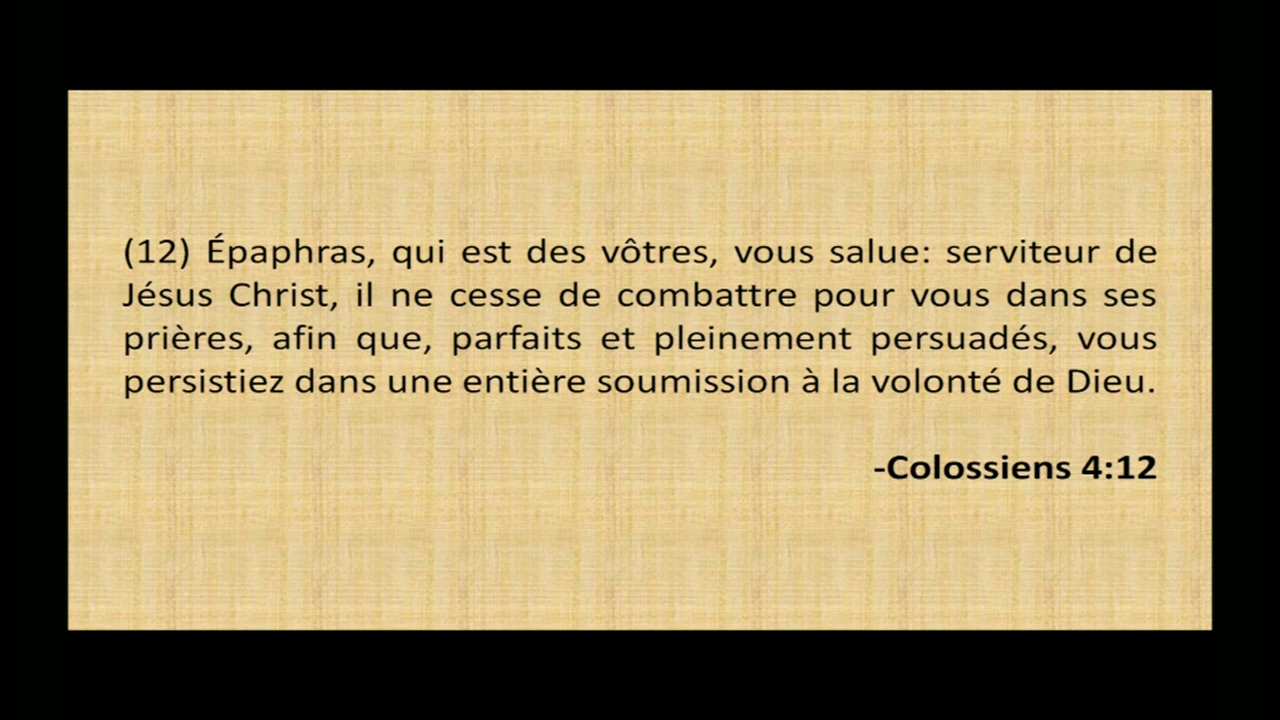 (12) Épaphras, qui est des vôtres, vous salue: serviteur de
Jésus Christ, il ne cesse de combattre pour vous dans ses
prières, afin que, parfaits et pleinement persuadés, vous
persistiez dans une entière soumission à la volonté de Dieu.
-Colossiens 4:12